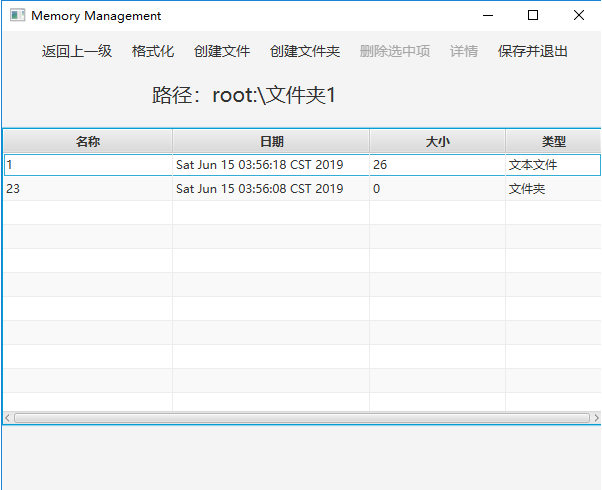 Memory Management
返回上一级 格式化 创建文件 创建文件夹 删除选中项 详情 保存并退出
路径：root:\文件夹1
名称 日期 大小 类型
1 Sat Jun 15 03:56:18 CST 2019 26 文本文件
23 Sat Jun 15 03:56:08 CST 2019 0 文件夹